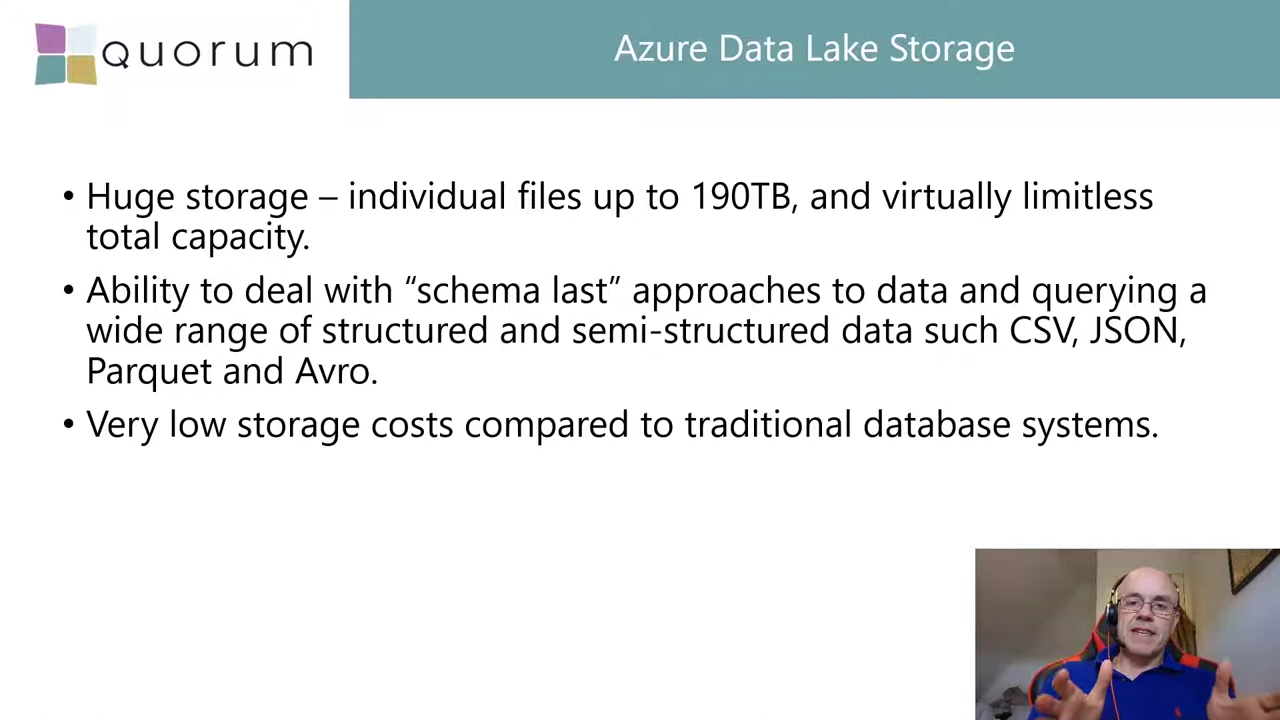 quorum
Azure Data Lake Storage
• Huge storage – individual files up to 190TB, and virtually limitless
total capacity.
• Ability to deal with “schema last” approaches to data and querying a
wide range of structured and semi-structured data such CSV, JSON,
Parquet and Avro.
• Very low storage costs compared to traditional database systems.